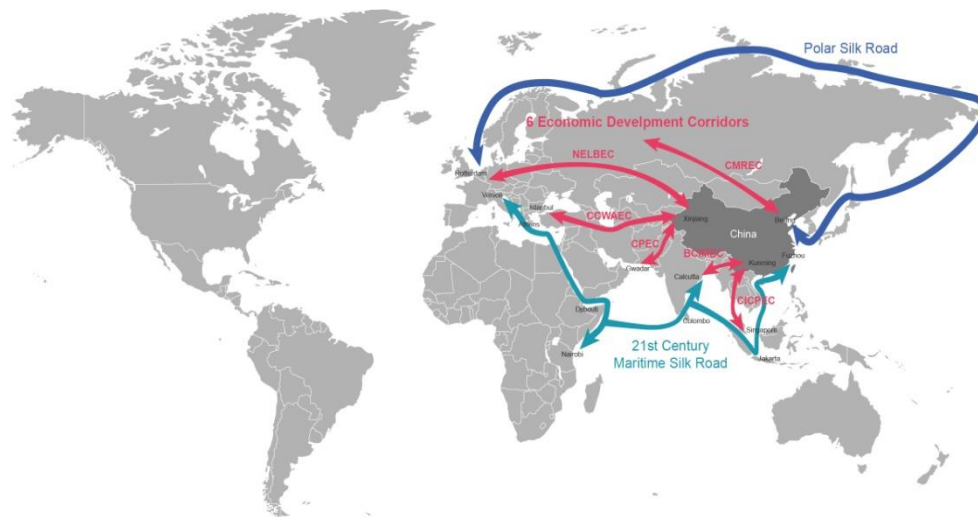 Polar Silk Road
6 Economic Develpment Corridors
NELBEC
CMREC
Rotterdam
Venice
Istanbul
Athens
CCWAEC
Xinjiang
Beijing
China
CPEC
BCIMEC
Gwadar
Kunming
Fuzhou
Calcutta
CICPEC
Djibouti
Colombo
Singapore
Nairobi
Jakarta
21st Century
Maritime Silk Road